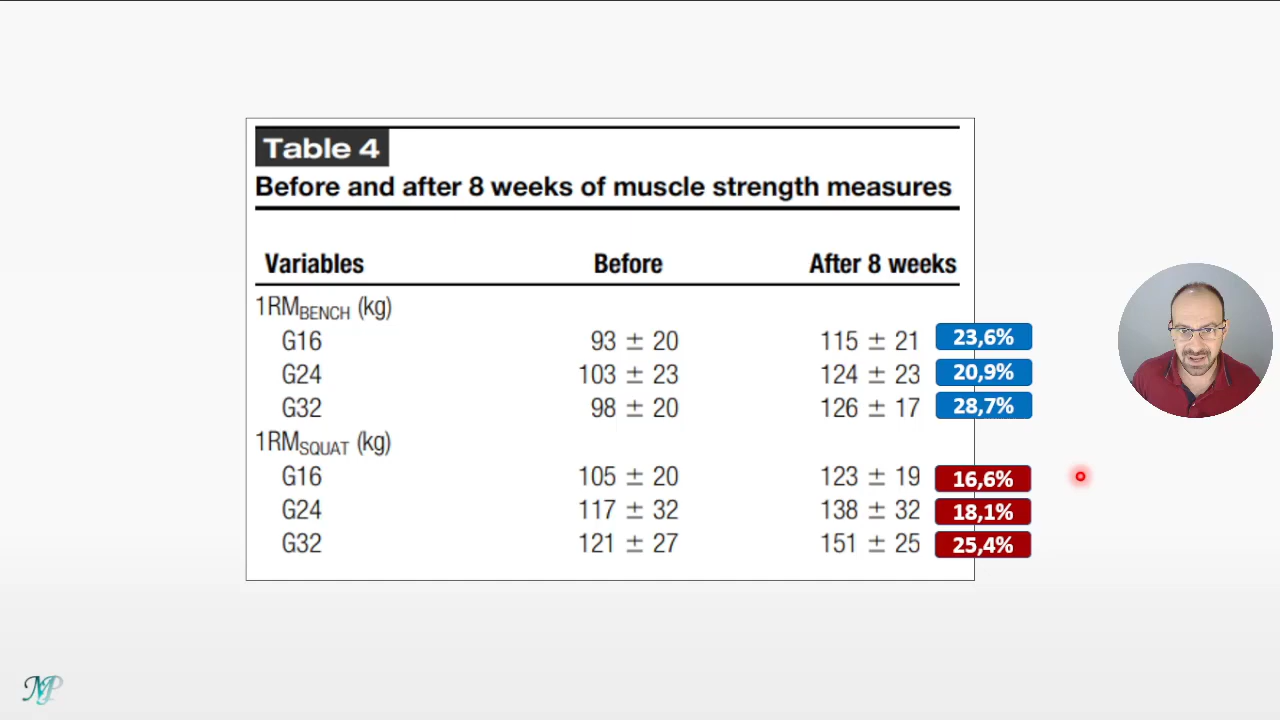 Table 4
Before and after 8 weeks of muscle strength measures
Variables Before After 8 weeks
1RMBENCH (kg)
G16 93 ± 20 115 ± 21 23,6%
G24 103 ± 23 124 ± 23 20,9%
G32 98 ± 20 126 ± 17 28,7%
1RMSQUAT (kg)
G16 105 ± 20 123 ± 19 16,6%
G24 117 ± 32 138 ± 32 18,1%
G32 121 ± 27 151 ± 25 25,4%
MP